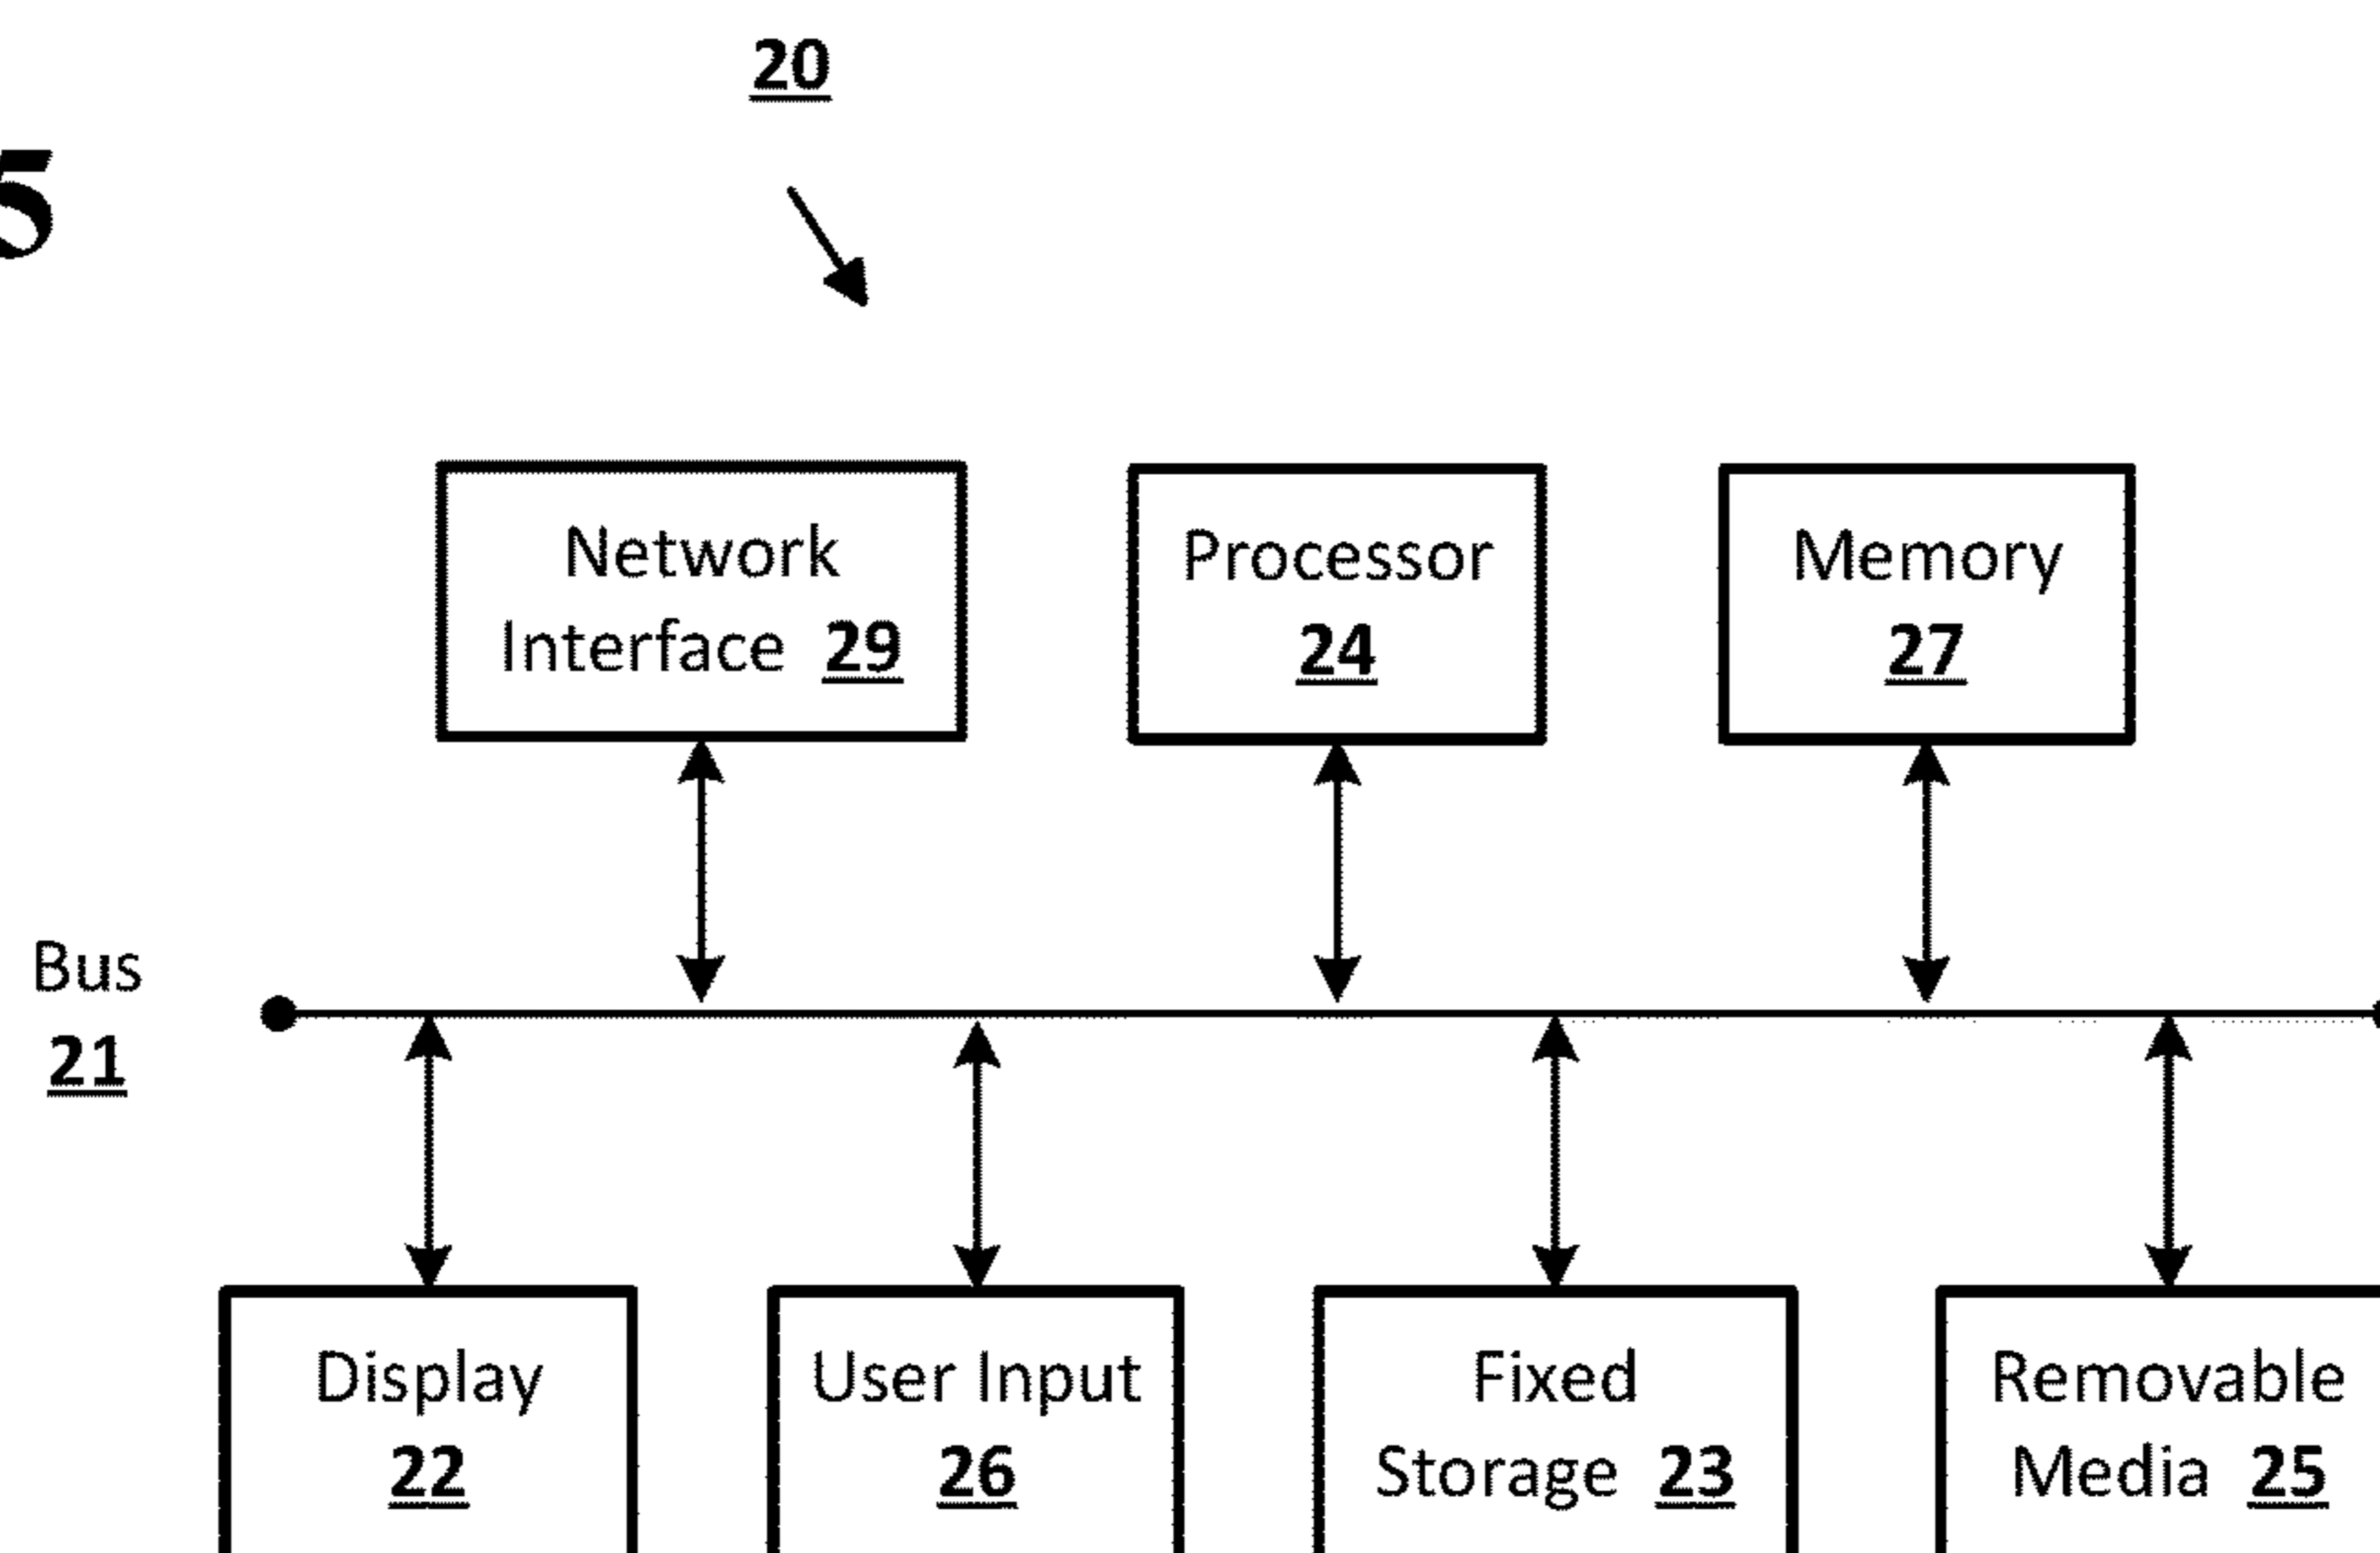 20
5
Network
Interface 29
Processor
24
Memory
27
Bus
21
Display
22
User Input
26
Fixed
Storage 23
Removable
Media 25